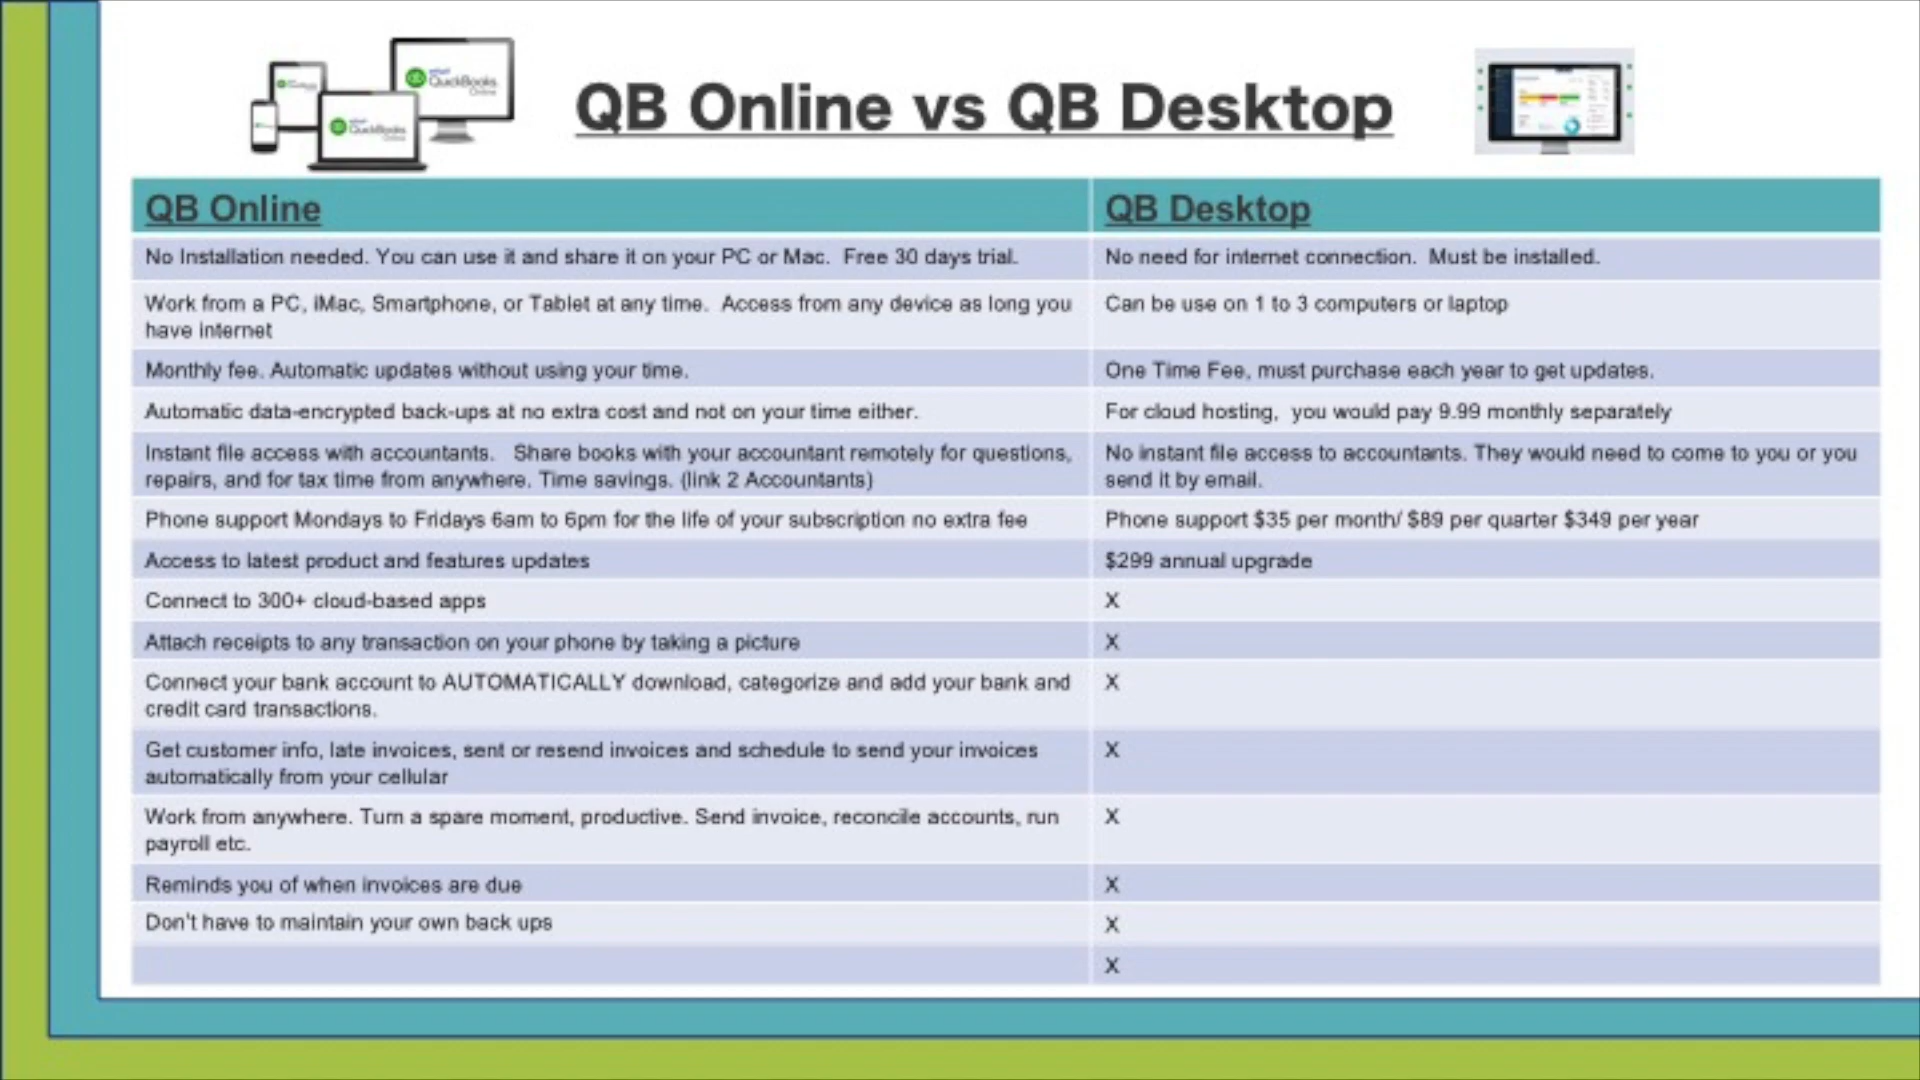 QuickBooks
Online
QuickBooks
Online
QB Online vs QB Desktop
QB Online
QB Desktop
No Installation needed. You can use it and share it on your PC or Mac.  Free 30 days trial.
No need for internet connection.  Must be installed.
Work from a PC, iMac, Smartphone, or Tablet at any time.  Access from any device as long you
have internet
Can be use on 1 to 3 computers or laptop
Monthly fee. Automatic updates without using your time.
One Time Fee, must purchase each year to get updates.
Automatic data-encrypted back-ups at no extra cost and not on your time either.
For cloud hosting,  you would pay 9.99 monthly separately
Instant file access with accountants.   Share books with your accountant remotely for questions,
repairs, and for tax time from anywhere. Time savings. (link 2 Accountants)
No instant file access to accountants. They would need to come to you or you
send it by email.
Phone support Mondays to Fridays 6am to 6pm for the life of your subscription no extra fee
Phone support $35 per month/ $89 per quarter $349 per year
Access to latest product and features updates
$299 annual upgrade
Connect to 300+ cloud-based apps
X
Attach receipts to any transaction on your phone by taking a picture
X
Connect your bank account to AUTOMATICALLY download, categorize and add your bank and
credit card transactions.
X
Get customer info, late invoices, sent or resend invoices and schedule to send your invoices
automatically from your cellular
X
Work from anywhere. Turn a spare moment, productive. Send invoice, reconcile accounts, run
payroll etc.
X
Reminds you of when invoices are due
X
Don't have to maintain your own back ups
X
X